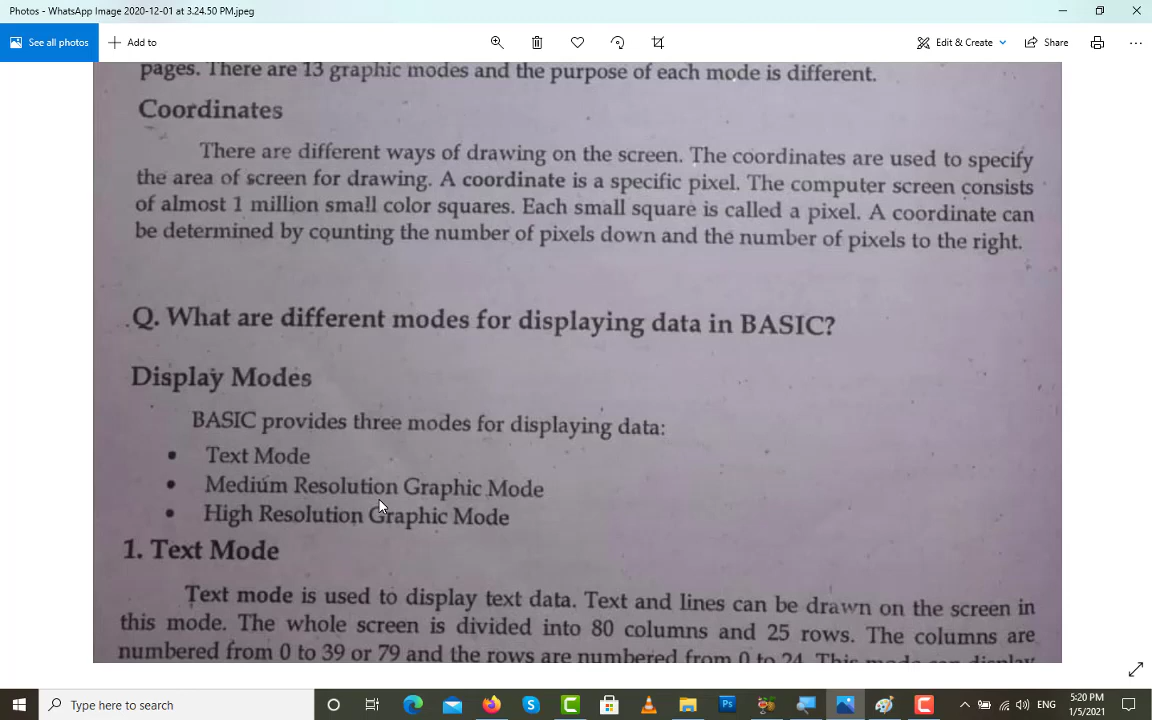 Photos - WhatsApp Image 2020-12-01 at 3.24.50 PM.jpeg
See all photos
Add to
Edit & Create
Share
pages. There are 13 graphic modes and the purpose of each mode is different.
Coordinates
There are different ways of drawing on the screen. The coordinates are used to specify
the area of screen for drawing. A coordinate is a specific pixel. The computer screen consists
of almost 1 million small color squares. Each small square is called a pixel. A coordinate can
be determined by counting the number of pixels down and the number of pixels to the right.
Q. What are different modes for displaying data in BASIC?
Display Modes
BASIC provides three modes for displaying data:
• Text Mode
• Medium Resolution Graphic Mode
• High Resolution Graphic Mode
1. Text Mode
Text mode is used to display text data. Text and lines can be drawn on the screen in
this mode. The whole screen is divided into 80 columns and 25 rows. The columns are
numbered from 0 to 39 or 79 and the rows are numbered from 0 to 24. This mode can display
Type here to search
ENG
5:20 PM
1/5/2021